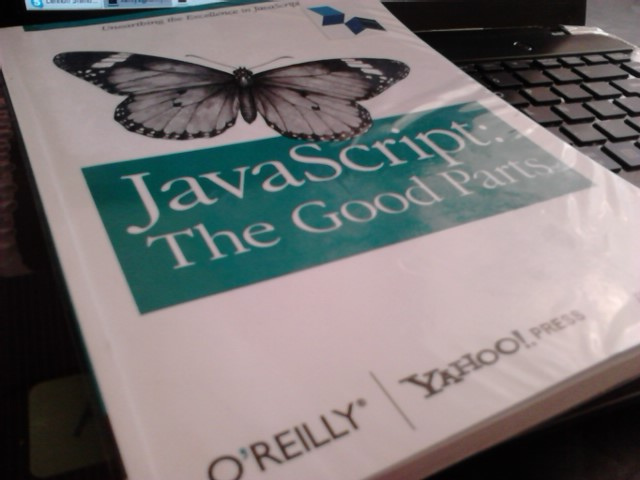 Unearthing the Excellence in JavaScript
JavaScript:
The Good Parts
O'REILLY®
YAHOO! PRESS